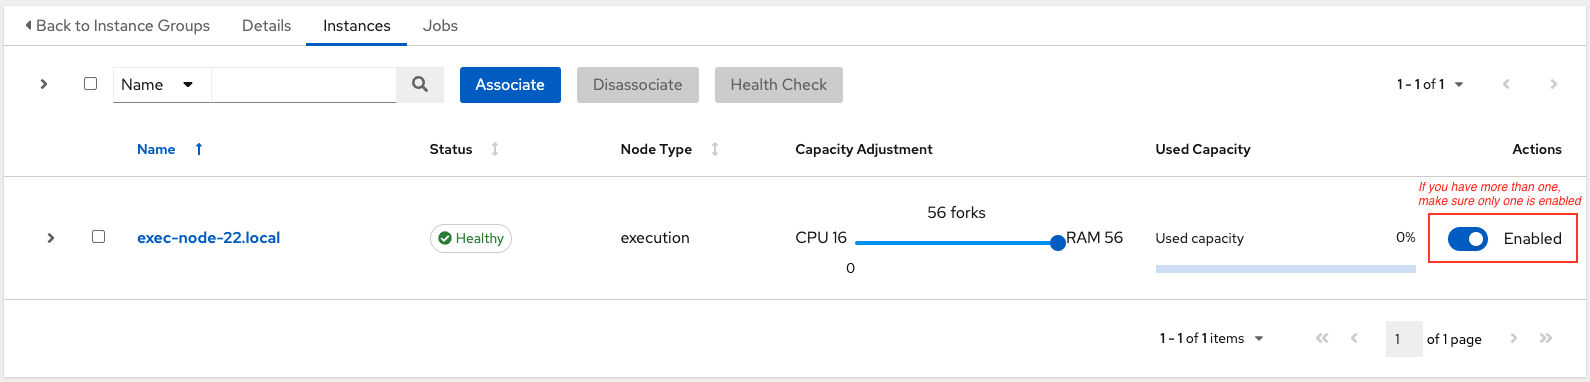 Back to Instance Groups Details Instances Jobs
Name Associate Disassociate Health Check 1 - 1 of 1
Name Status Node Type Capacity Adjustment Used Capacity Actions
If you have more than one,
make sure only one is enabled
56 forks
exec-node-22.local Healthy execution CPU 16 RAM 56 Used capacity 0% Enabled
0
1 - 1 of 1 items 1 of 1 page